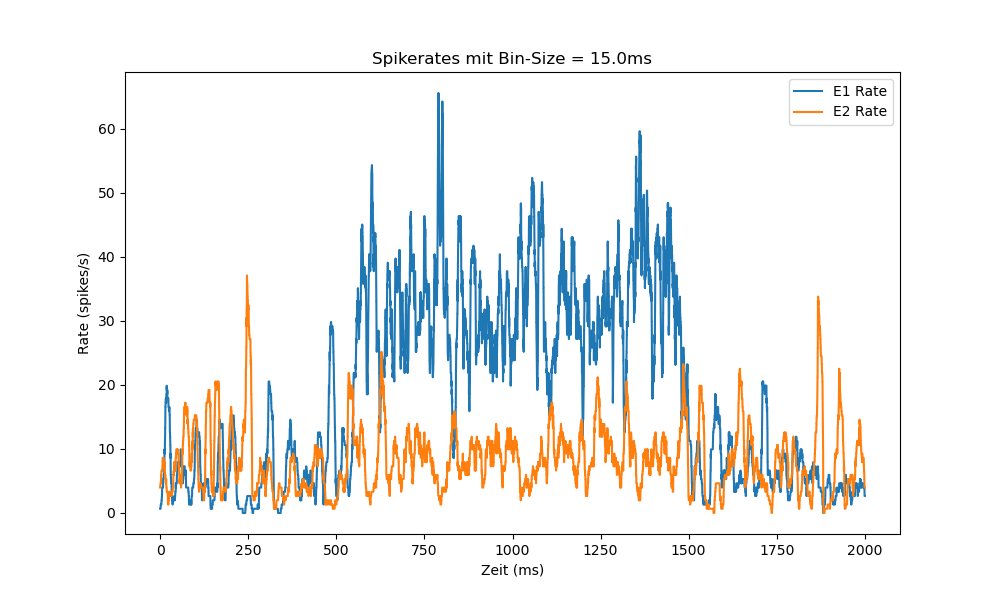 Spikerates mit Bin-Size = 15.0ms
E1 Rate
E2 Rate
Rate (spikes/s)
60
50
40
30
20
10
0
0 250 500 750 1000 1250 1500 1750 2000
Zeit (ms)